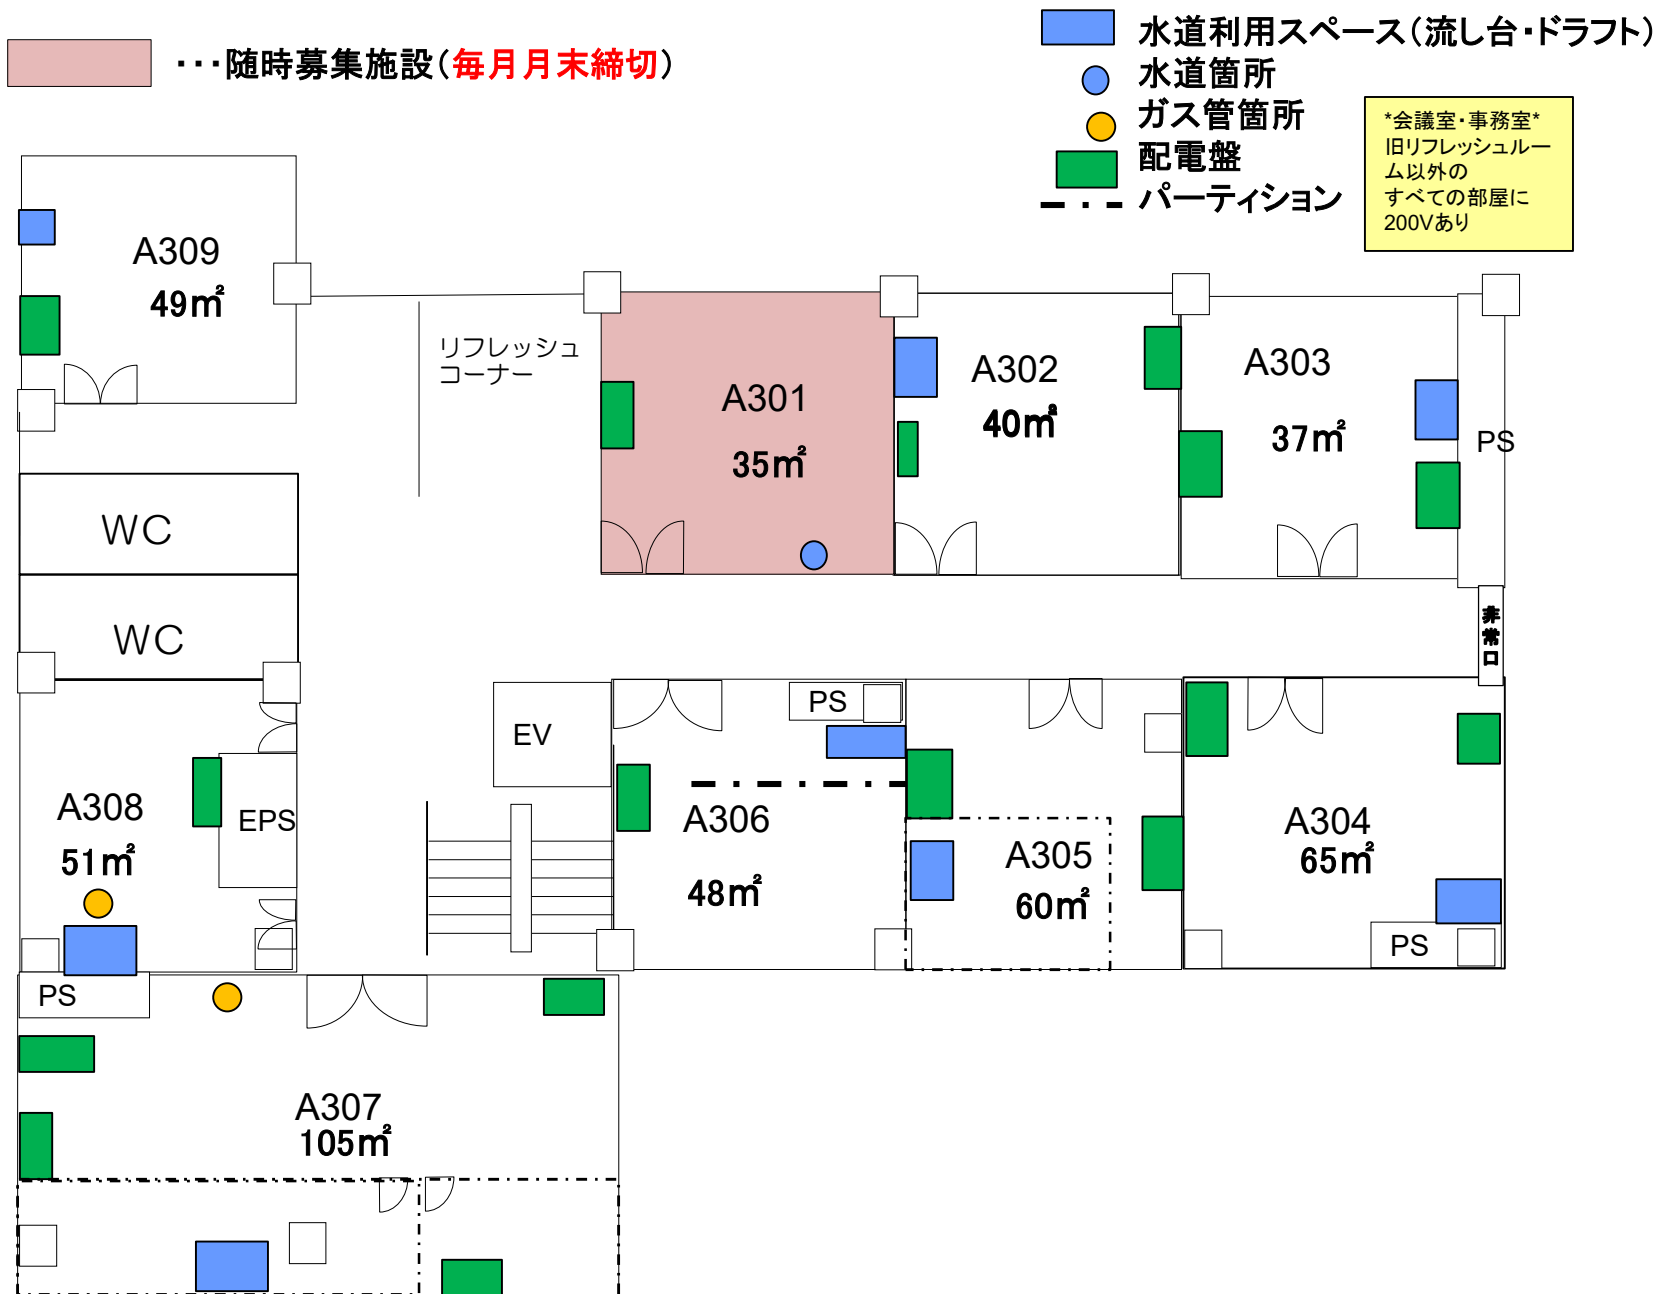 ・・・随時募集施設（毎月月末締切）
水道利用スペース（流し台・ドラフト）
水道箇所
ガス管箇所
配電盤
パーティション
*会議室・事務室*
旧リフレッシュルー
ム以外の
すべての部屋に
200Vあり
A309
49㎡
リフレッシュ
コーナー
A301
35㎡
A302
40㎡
A303
37㎡
PS
WC
WC
非常口
EV
PS
A308
51㎡
EPS
A306
48㎡
A305
60㎡
A304
65㎡
PS
PS
A307
105㎡